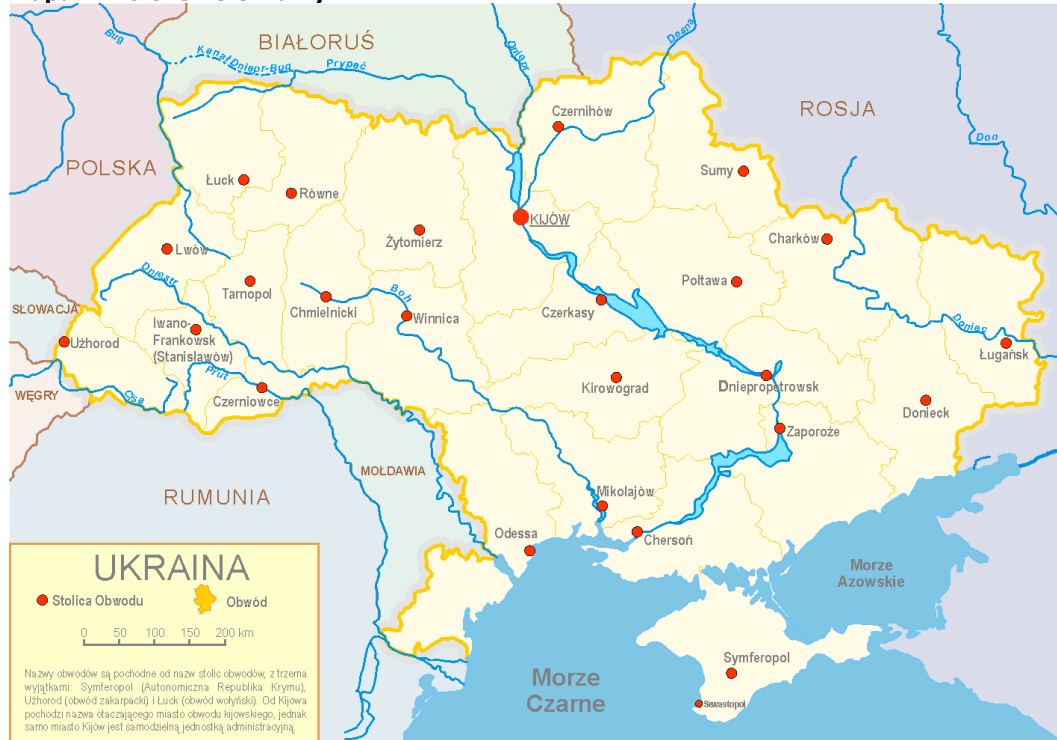 BIAŁORUŚ
ROSJA
POLSKA
SŁOWACJA
WĘGRY
RUMUNIA
MOŁDAWIA
Bug
Kanał Dniepr-Bug
Prypeć
Dniepr
Desna
Don
Czernihów
Sumy
Łuck
Równe
KIJÓW
Żytomierz
Charków
Lwów
Dniestr
Tarnopol
Chmielnicki
Boh
Winnica
Czerkasy
Połtawa
Doniec
Ługańsk
Użhorod
Iwano-
Frankowsk
(Stanisławów)
Prut
Cisa
Czerniowce
Kirowograd
Dniepropetrowsk
Donieck
Zaporoże
Mikołajów
Odessa
Chersoń
Morze
Azowskie
Symferopol
Sewastopol
Morze
Czarne
UKRAINA
Stolica Obwodu
Obwód
0 50 100 150 200 km
Nazwy obwodów są pochodne od nazw stolic obwodów, z trzema
wyjątkami: Symferopol (Autonomiczna Republika Krymu),
Użhorod (obwód zakarpacki) i Łuck (obwód wołyński). Od Kijowa
pochodzi nazwa otaczającego miasto obwodu kijowskiego, jednak
samo miasto Kijów jest samodzielną jednostką administracyjną.